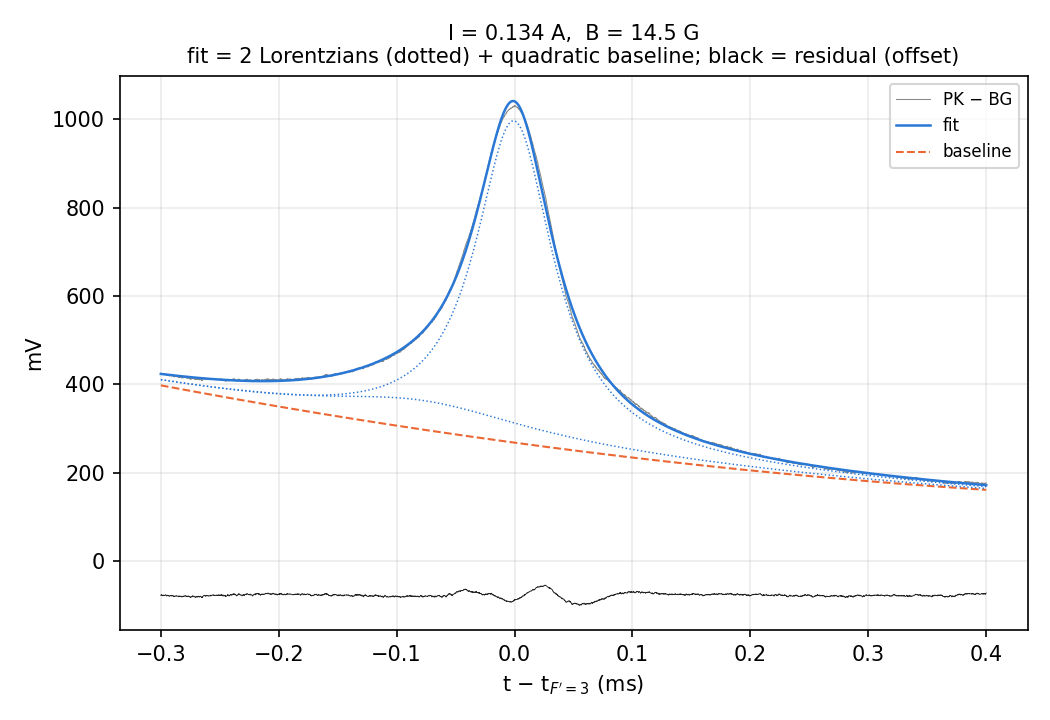 I = 0.134 A,  B = 14.5 G
fit = 2 Lorentzians (dotted) + quadratic baseline; black = residual (offset)
PK − BG
fit
baseline
1000
800
600
400
200
0
mV
−0.3 −0.2 −0.1 0.0 0.1 0.2 0.3 0.4
t − t_{F′=3} (ms)